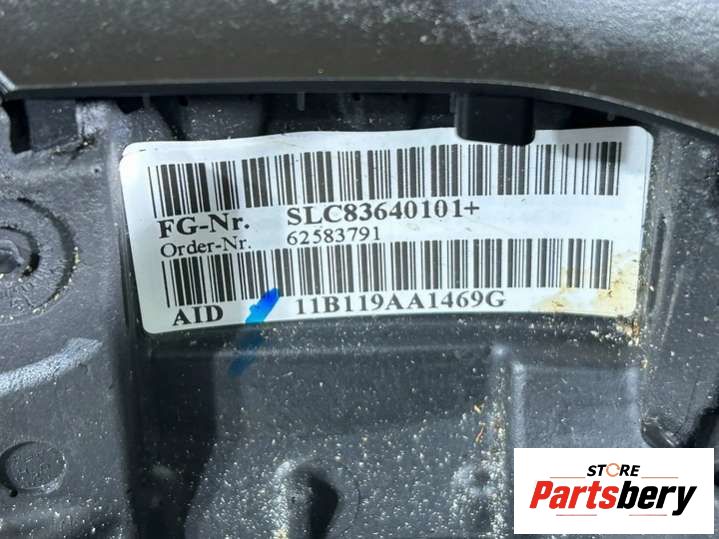 FG-Nr. SLC83640101+
Order-Nr. 62583791
AID 11B119AA1469G
STORE
Partsbery